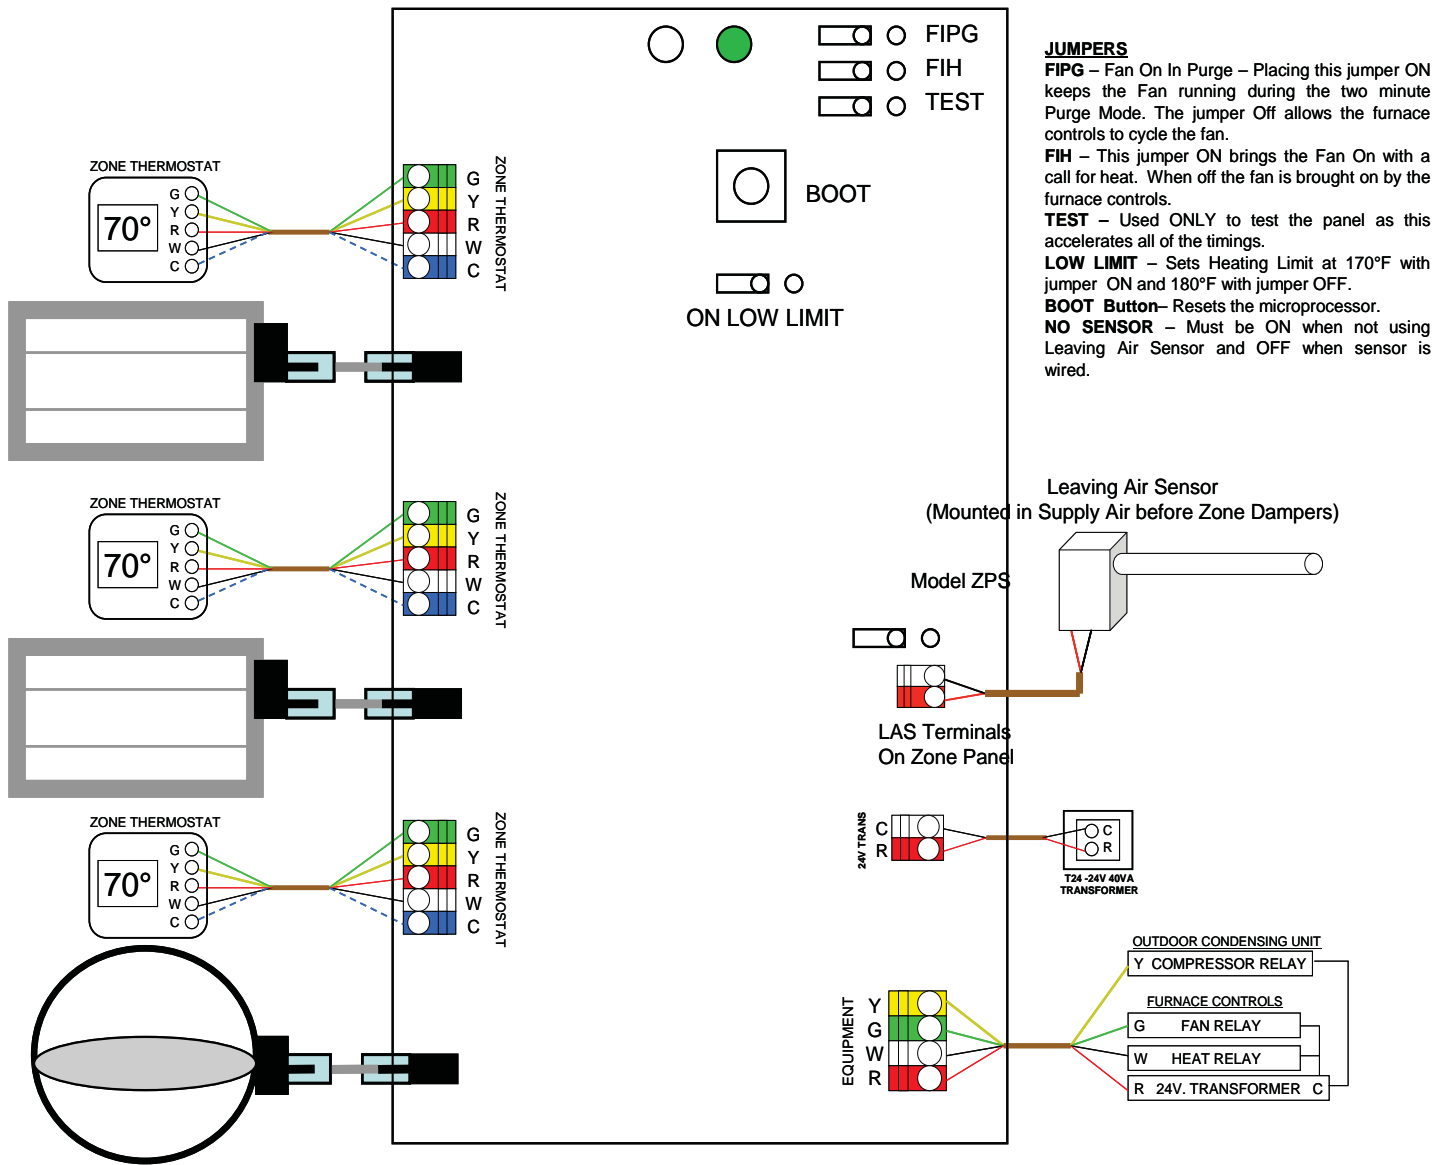 FIPG
FIH
TEST
BOOT
ON LOW LIMIT
JUMPERS
FIPG – Fan On In Purge – Placing this jumper ON
keeps the Fan running during the two minute
Purge Mode. The jumper Off allows the furnace
controls to cycle the fan.
FIH – This jumper ON brings the Fan On with a
call for heat. When off the fan is brought on by the
furnace controls.
TEST – Used ONLY to test the panel as this
accelerates all of the timings.
LOW LIMIT – Sets Heating Limit at 170°F with
jumper ON and 180°F with jumper OFF.
BOOT Button– Resets the microprocessor.
NO SENSOR – Must be ON when not using
Leaving Air Sensor and OFF when sensor is
wired.
ZONE THERMOSTAT
70°
G
Y
R
W
C
G
Y
R
W
C
ZONE THERMOSTAT
ZONE THERMOSTAT
70°
G
Y
R
W
C
G
Y
R
W
C
ZONE THERMOSTAT
ZONE THERMOSTAT
70°
G
Y
R
W
C
G
Y
R
W
C
ZONE THERMOSTAT
Leaving Air Sensor
(Mounted in Supply Air before Zone Dampers)
Model ZPS
LAS Terminals
On Zone Panel
24V TRANS
C
R
C
R
T24 -24V 40VA
TRANSFORMER
EQUIPMENT
Y
G
W
R
OUTDOOR CONDENSING UNIT
Y COMPRESSOR RELAY
FURNACE CONTROLS
G FAN RELAY
W HEAT RELAY
R 24V. TRANSFORMER C